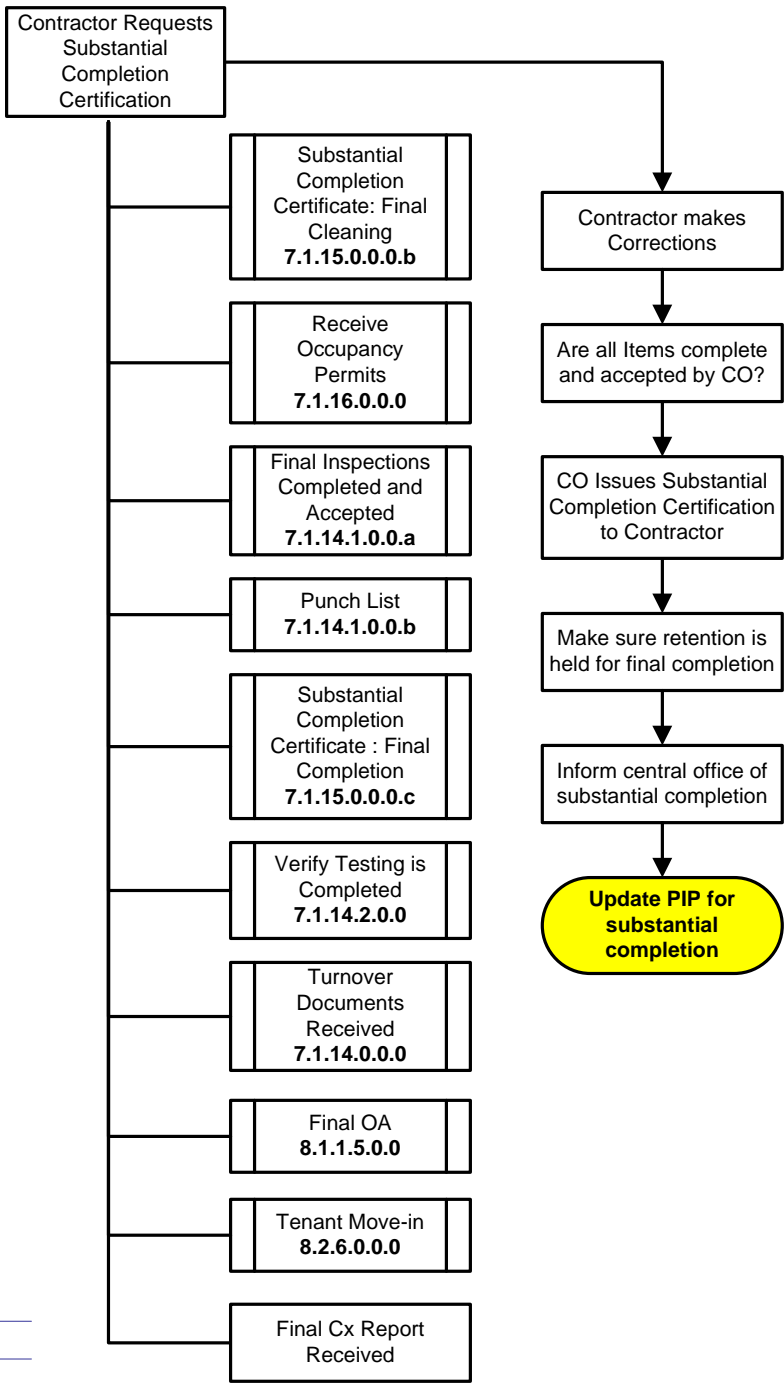 Contractor Requests
Substantial
Completion
Certification
Substantial
Completion
Certificate: Final
Cleaning
7.1.15.0.0.0.b
Receive
Occupancy
Permits
7.1.16.0.0.0
Final Inspections
Completed and
Accepted
7.1.14.1.0.0.a
Punch List
7.1.14.1.0.0.b
Substantial
Completion
Certificate : Final
Completion
7.1.15.0.0.0.c
Verify Testing is
Completed
7.1.14.2.0.0
Turnover
Documents
Received
7.1.14.0.0.0
Final OA
8.1.1.5.0.0
Tenant Move-in
8.2.6.0.0.0
Final Cx Report
Received
Contractor makes
Corrections
Are all Items complete
and accepted by CO?
CO Issues Substantial
Completion Certification
to Contractor
Make sure retention is
held for final completion
Inform central office of
substantial completion
Update PIP for
substantial
completion